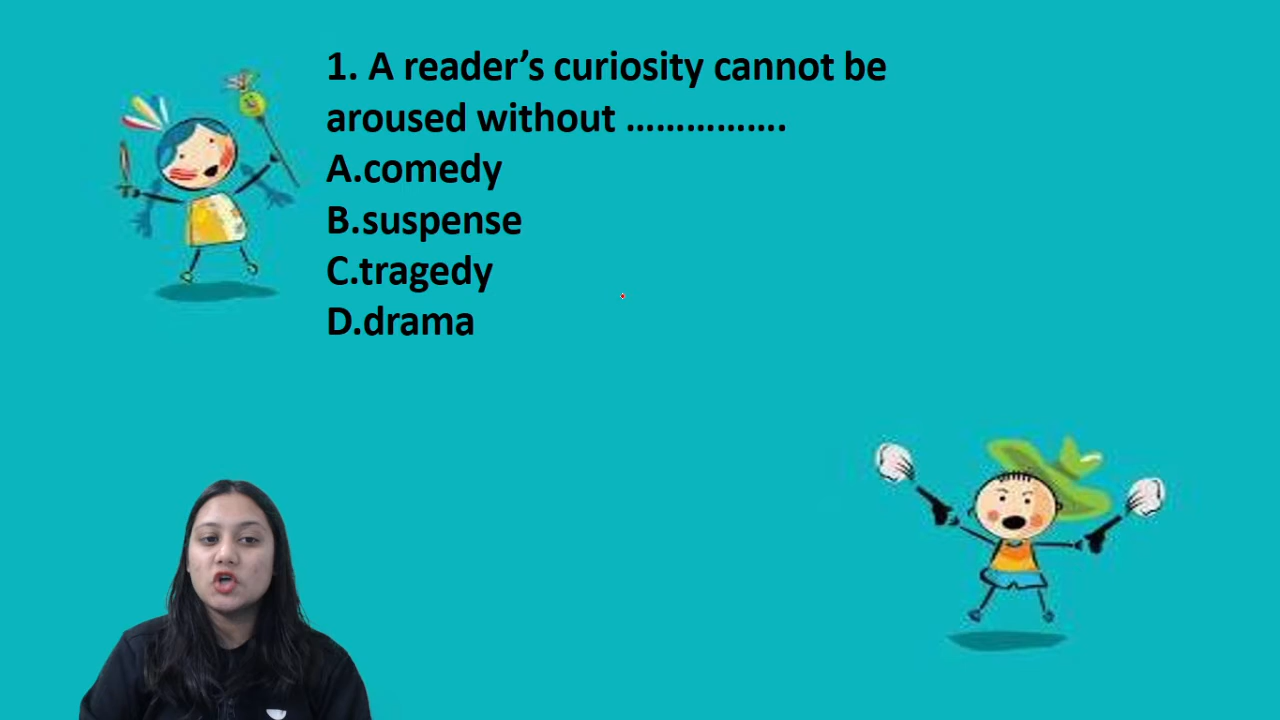 1. A reader’s curiosity cannot be
aroused without …………….
A.comedy
B.suspense
C.tragedy
D.drama